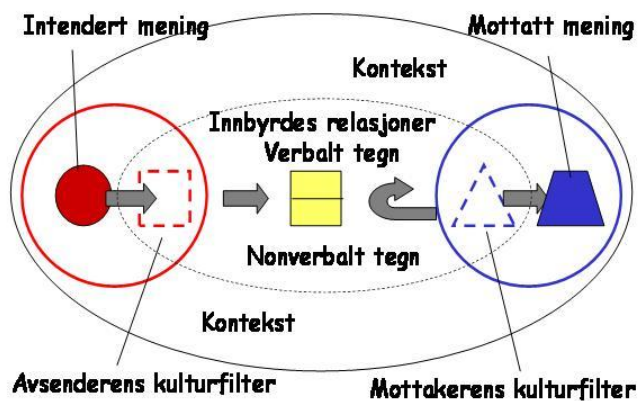 Intendert mening
Mottatt mening
Kontekst
Innbyrdes relasjoner
Verbalt tegn
Nonverbalt tegn
Kontekst
Avsenderens kulturfilter
Mottakerens kulturfilter